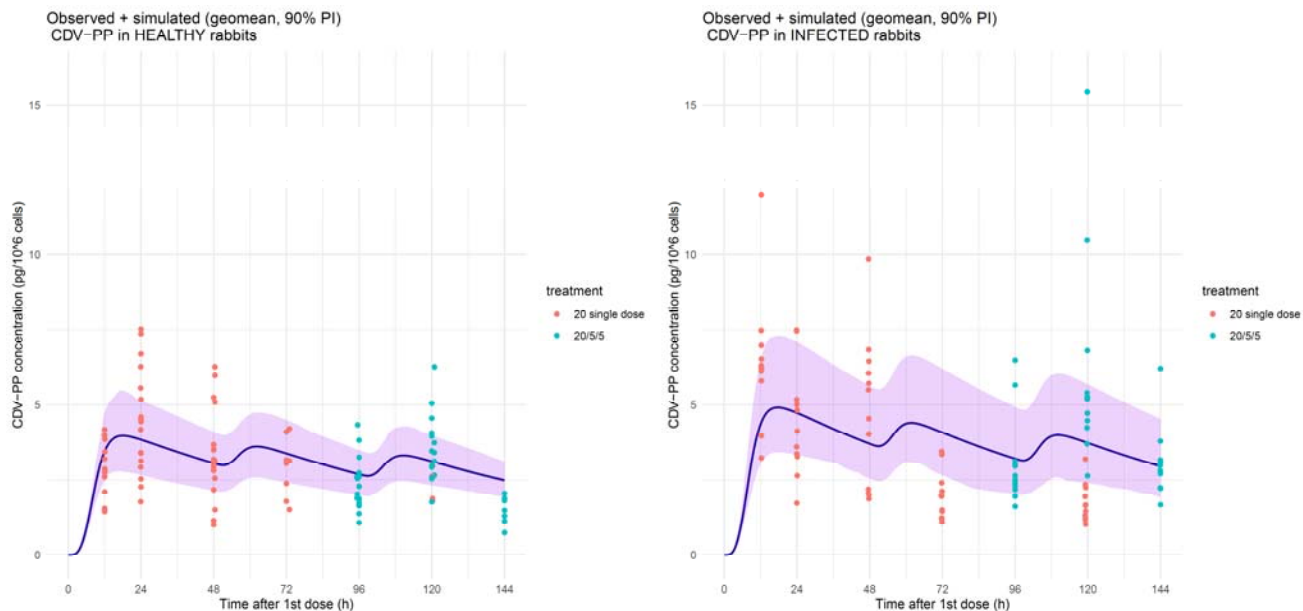 Observed + simulated (geomean, 90% PI)
CDV−PP in HEALTHY rabbits
15
10
5
0
CDV−PP concentration (pg/10^6 cells)
0 24 48 72 96 120 144
Time after 1st dose (h)
treatment
20 single dose
20/5/5
Observed + simulated (geomean, 90% PI)
CDV−PP in INFECTED rabbits
15
10
5
0
CDV−PP concentration (pg/10^6 cells)
0 24 48 72 96 120 144
Time after 1st dose (h)
treatment
20 single dose
20/5/5